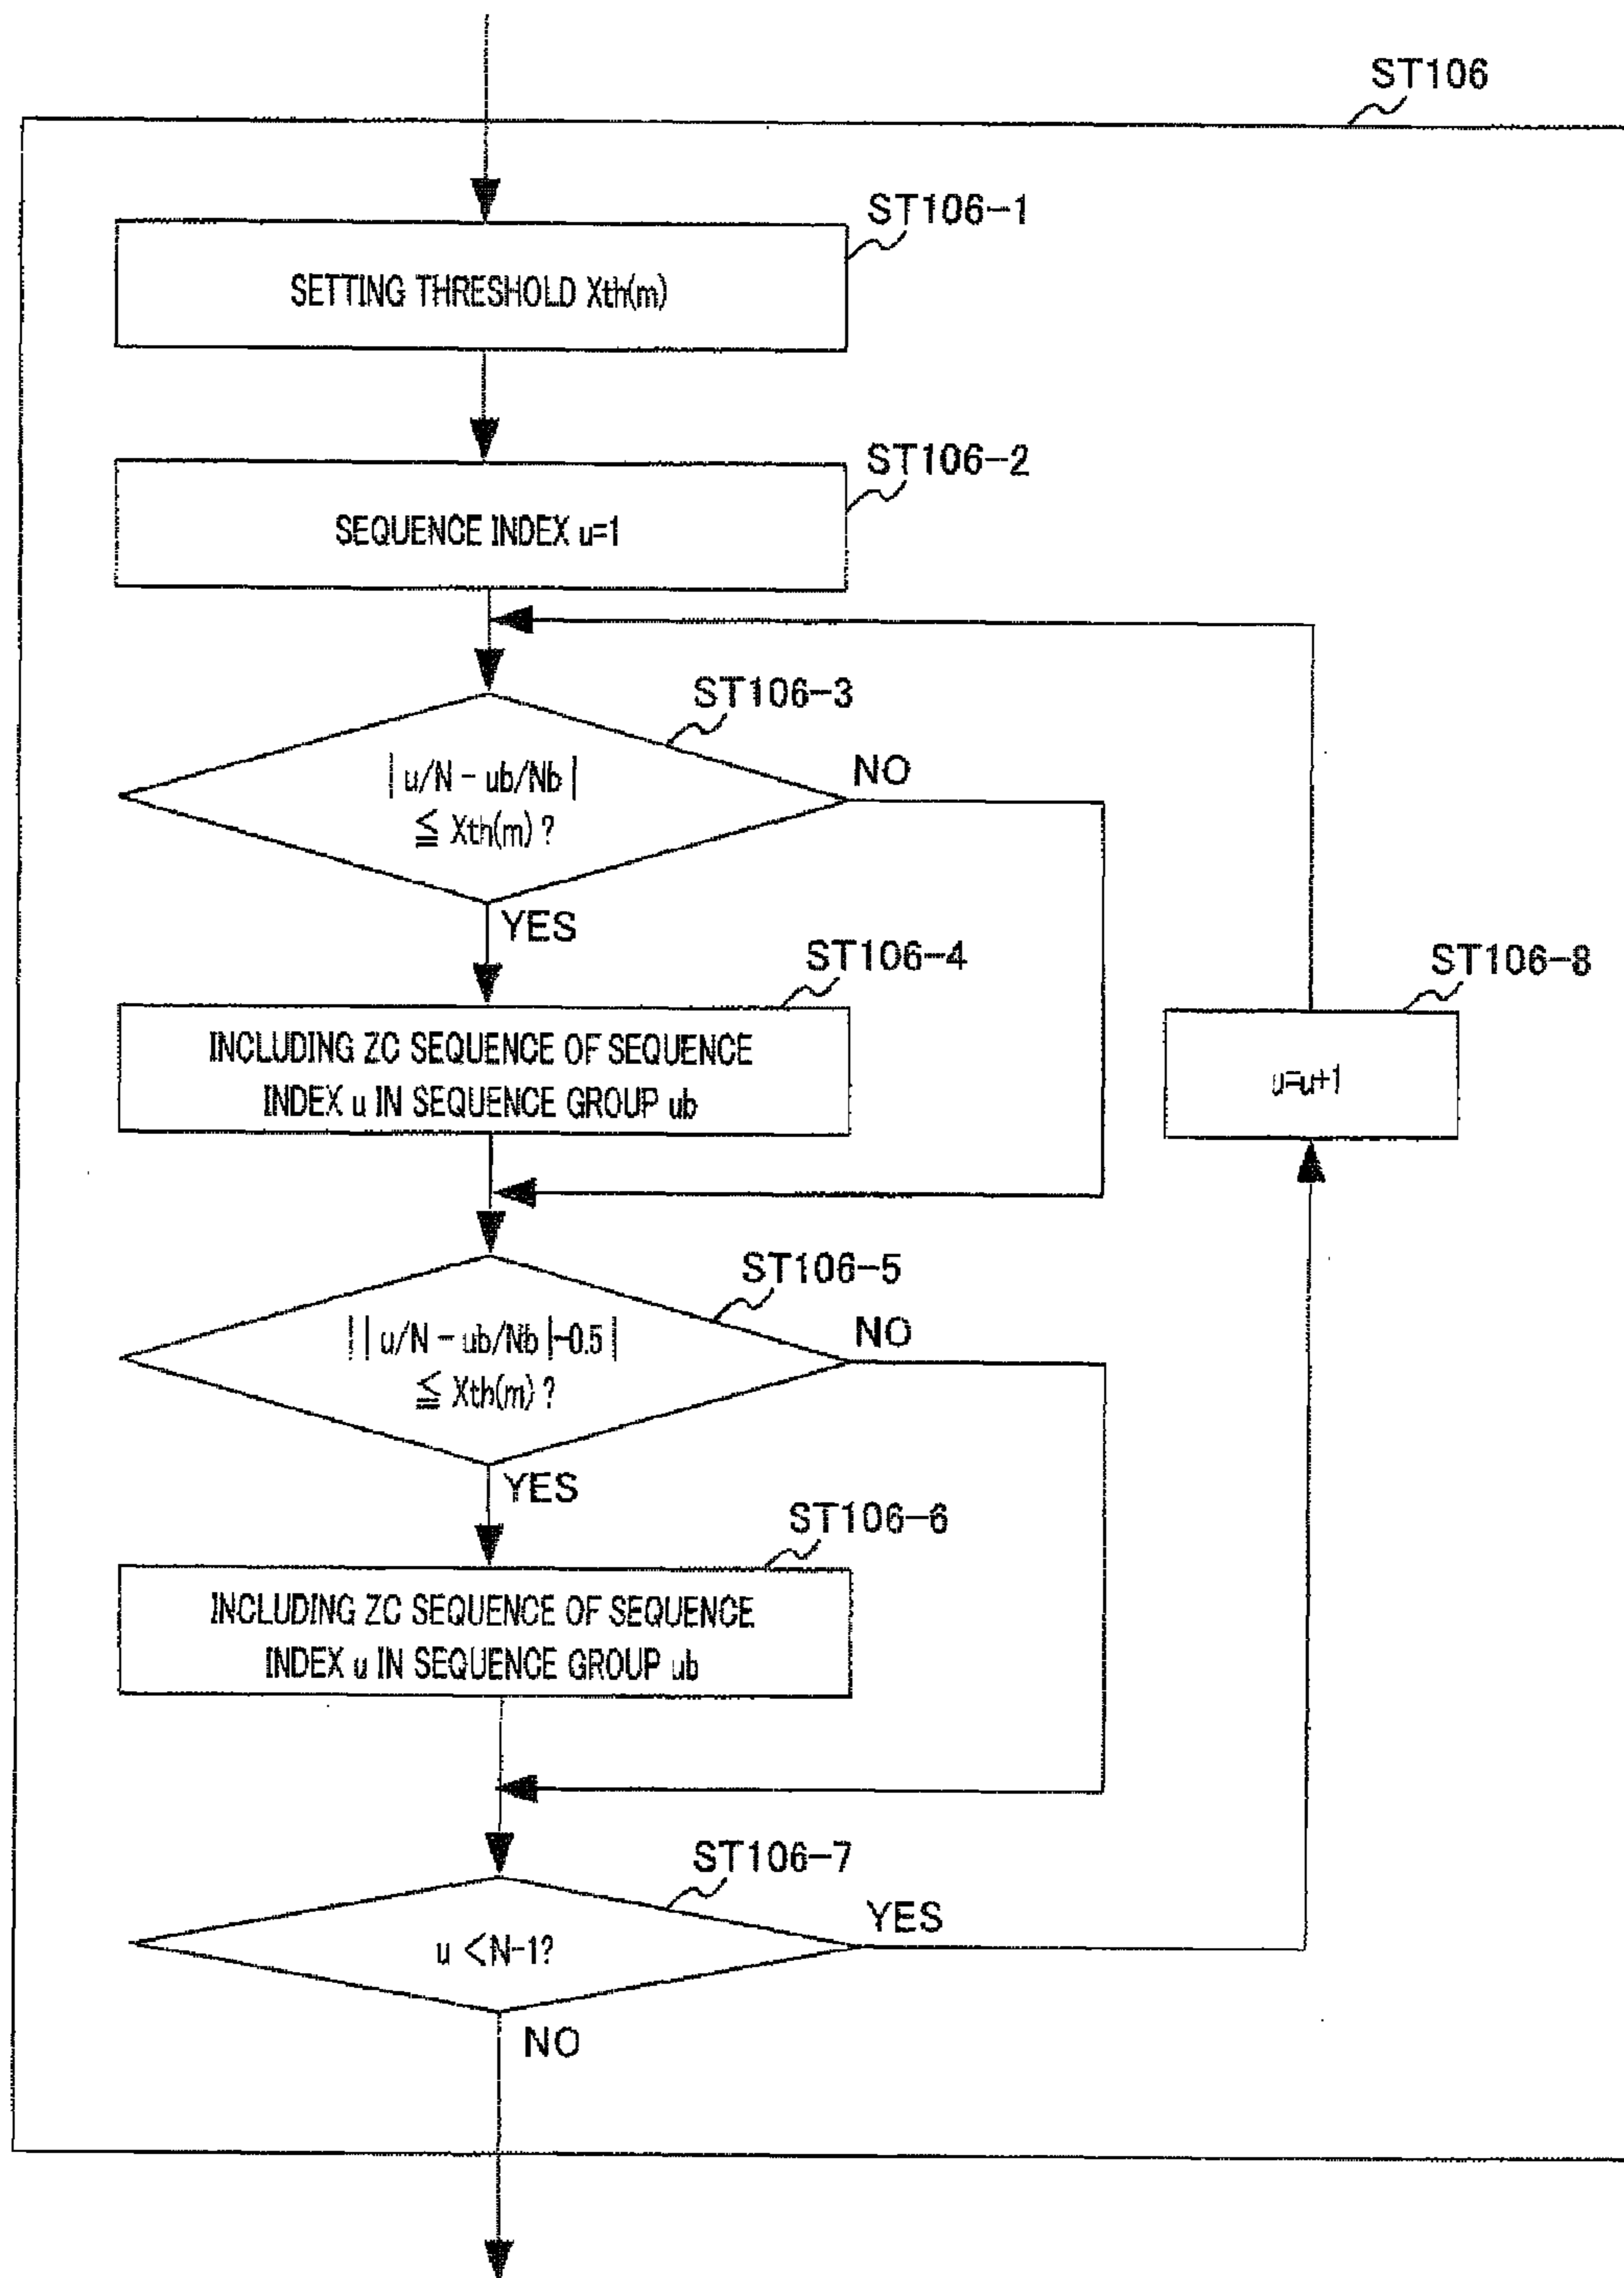 ST106
ST106-1
SETTING THRESHOLD Xth(m)
ST106-2
SEQUENCE INDEX u=1
ST106-3
| u/N - ub/Nb |
≦ Xth(m) ?
NO
YES
ST106-4
INCLUDING ZC SEQUENCE OF SEQUENCE
INDEX u IN SEQUENCE GROUP ub
ST106-8
u=u+1
ST106-5
| | u/N - ub/Nb |-0.5 |
≦ Xth(m) ?
NO
YES
ST106-6
INCLUDING ZC SEQUENCE OF SEQUENCE
INDEX u IN SEQUENCE GROUP ub
ST106-7
u <N-1?
YES
NO